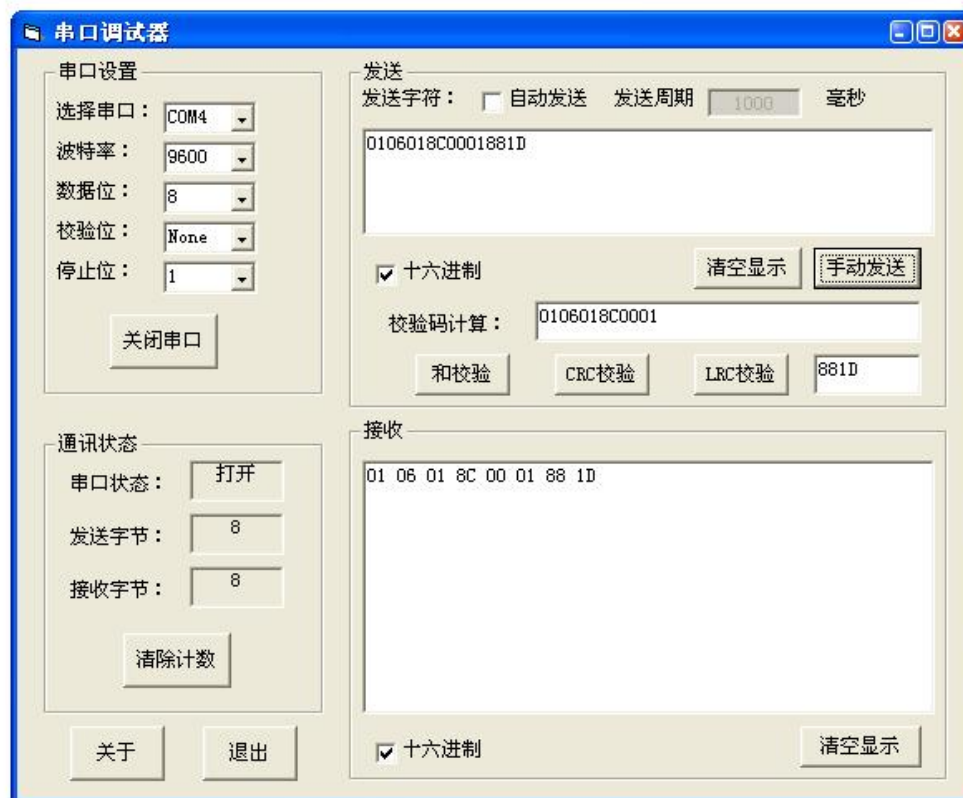 串口调试器
串口设置
选择串口： COM4
波特率： 9600
数据位： 8
校验位： None
停止位： 1
关闭串口
发送
发送字符： 自动发送 发送周期 1000 毫秒
0106018C0001881D
十六进制 清空显示 手动发送
校验码计算： 0106018C0001
和校验 CRC校验 LRC校验 881D
通讯状态
串口状态： 打开
发送字节： 8
接收字节： 8
清除计数
关于 退出
接收
01 06 01 8C 00 01 88 1D
十六进制 清空显示